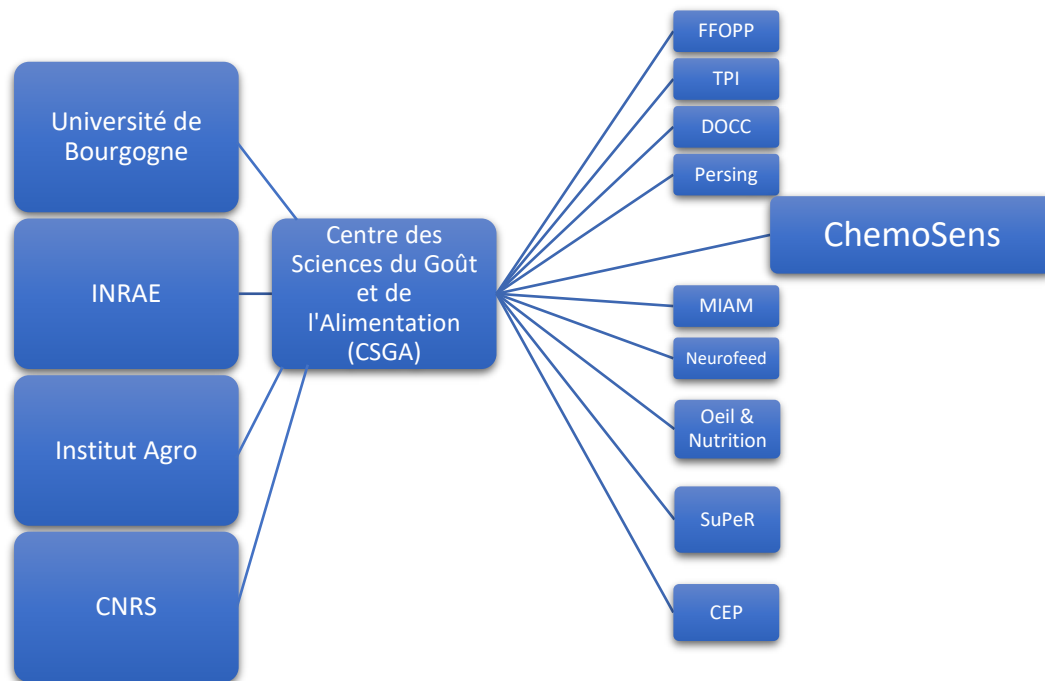 Université de
Bourgogne
INRAE
Institut Agro
CNRS
Centre des
Sciences du Goût
et de
l'Alimentation
(CSGA)
FFOPP
TPI
DOCC
Persing
ChemoSens
MIAM
Neurofeed
Oeil &
Nutrition
SuPeR
CEP